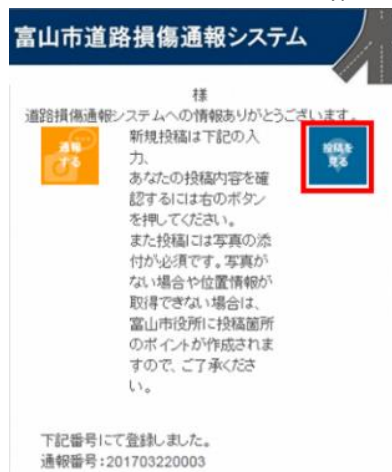 富山市道路損傷通報システム
様
道路損傷通報システムへの情報ありがとうございます。
通報
する
新規投稿は下記の入
力、
あなたの投稿内容を確
認するには右のボタン
を押してください。
また投稿には写真の添
付が必須です。写真が
ない場合や位置情報が
取得できない場合は、
富山市役所に投稿箇所
のポイントが作成されま
すので、ご了承くださ
い。
投稿を
見る
下記番号にて登録しました。
通報番号:201703220003